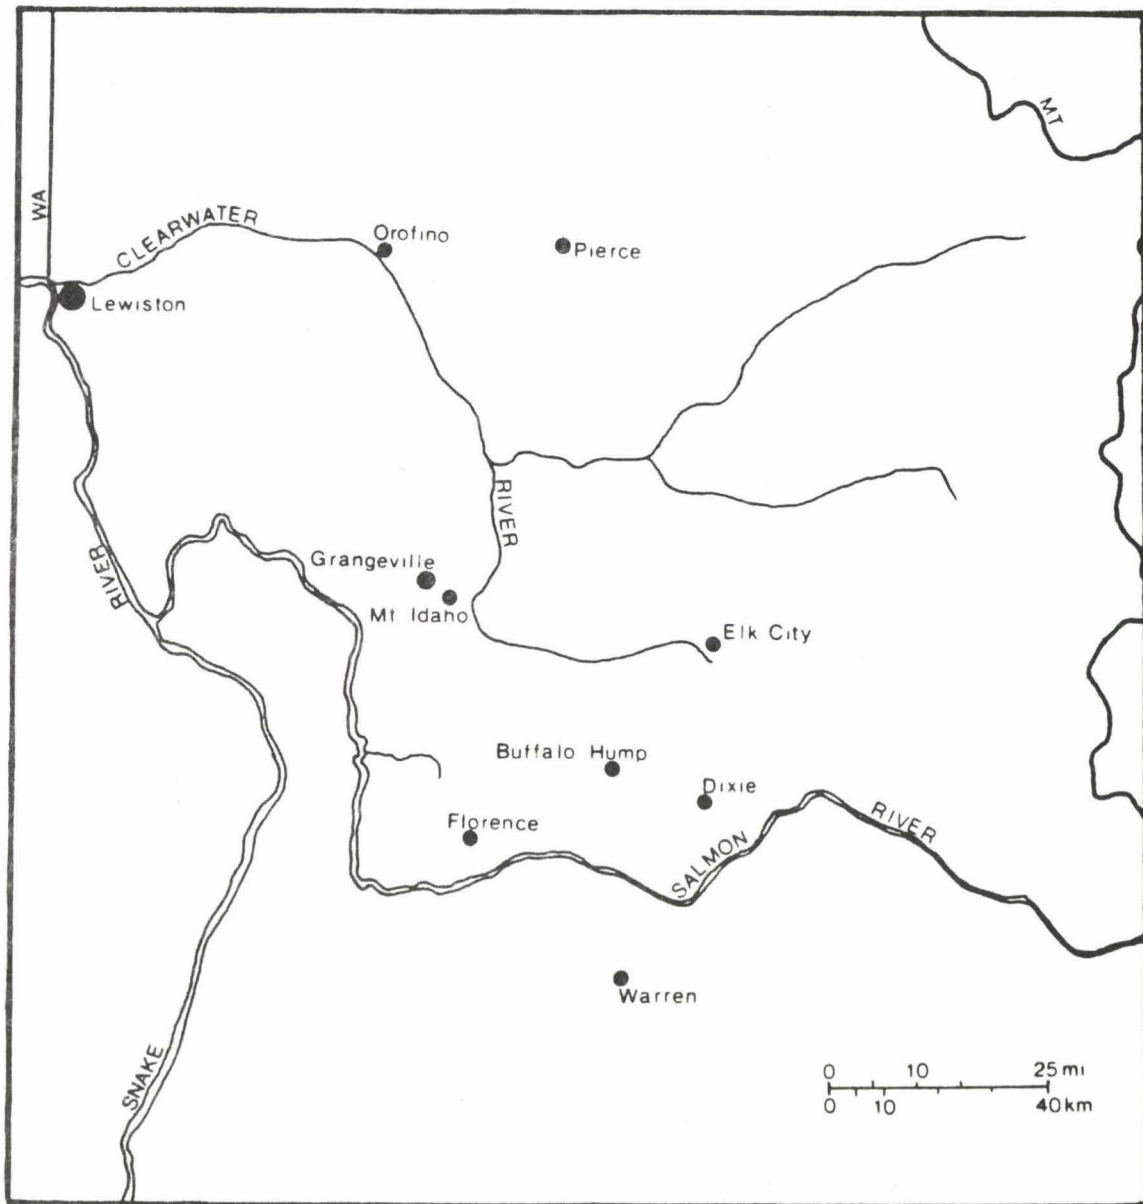 MT
WA
CLEARWATER
Orofino
Pierce
Lewiston
RIVER
RIVER
Grangeville
Mt Idaho
Elk City
Buffalo Hump
Dixie
RIVER
Florence
SALMON
Warren
SNAKE
0 10 25 mi
0 10 40 km